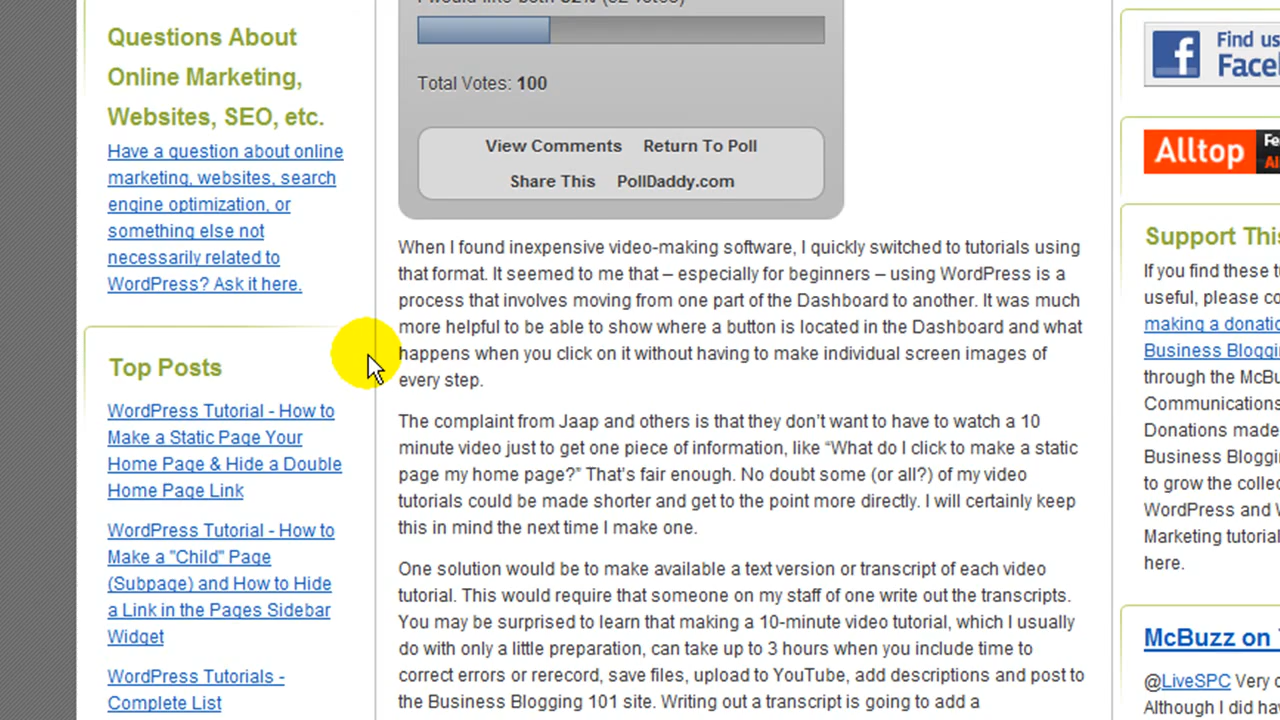 Questions About
Online Marketing,
Websites, SEO, etc.
Have a question about online
marketing, websites, search
engine optimization, or
something else not
necessarily related to
WordPress? Ask it here.
Top Posts
WordPress Tutorial - How to
Make a Static Page Your
Home Page & Hide a Double
Home Page Link
WordPress Tutorial - How to
Make a "Child" Page
(Subpage) and How to Hide
a Link in the Pages Sidebar
Widget
WordPress Tutorials -
Complete List
Total Votes: 100
View Comments Return To Poll
Share This PollDaddy.com
When I found inexpensive video-making software, I quickly switched to tutorials using
that format. It seemed to me that – especially for beginners – using WordPress is a
process that involves moving from one part of the Dashboard to another. It was much
more helpful to be able to show where a button is located in the Dashboard and what
happens when you click on it without having to make individual screen images of
every step.
The complaint from Jaap and others is that they don't want to have to watch a 10
minute video just to get one piece of information, like “What do I click to make a static
page my home page?” That's fair enough. No doubt some (or all?) of my video
tutorials could be made shorter and get to the point more directly. I will certainly keep
this in mind the next time I make one.
One solution would be to make available a text version or transcript of each video
tutorial. This would require that someone on my staff of one write out the transcripts.
You may be surprised to learn that making a 10-minute video tutorial, which I usually
do with only a little preparation, can take up to 3 hours when you include time to
correct errors or rerecord, save files, upload to YouTube, add descriptions and post to
the Business Blogging 101 site. Writing out a transcript is going to add a
Find us
Alltop
Support This
If you find these
useful, please
making a
Business
through the
Communications
Donations made
Business
to grow the
WordPress and
Marketing
here.
McBuzz on
@LiveSPC Very
Although I did